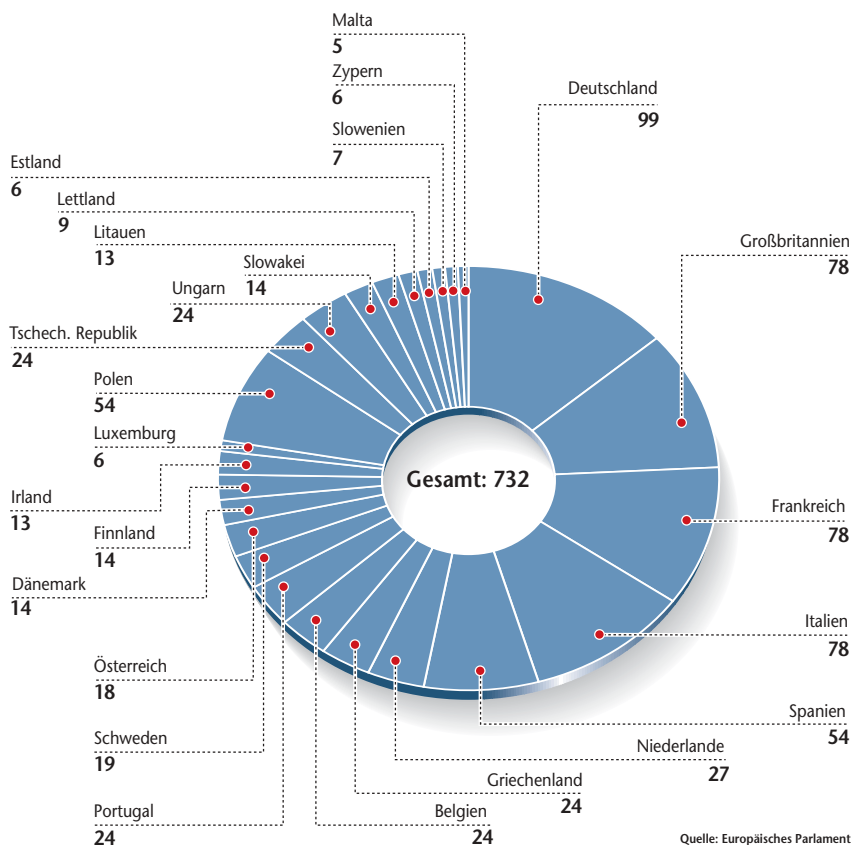 Malta
5
Zypern
6
Slowenien
7
Estland
6
Lettland
9
Litauen
13
Slowakei
14
Ungarn
24
Tschech. Republik
24
Polen
54
Luxemburg
6
Irland
13
Finnland
14
Dänemark
14
Österreich
18
Schweden
19
Portugal
24
Belgien
24
Griechenland
24
Niederlande
27
Spanien
54
Italien
78
Frankreich
78
Großbritannien
78
Deutschland
99
Gesamt: 732
Quelle: Europäisches Parlament